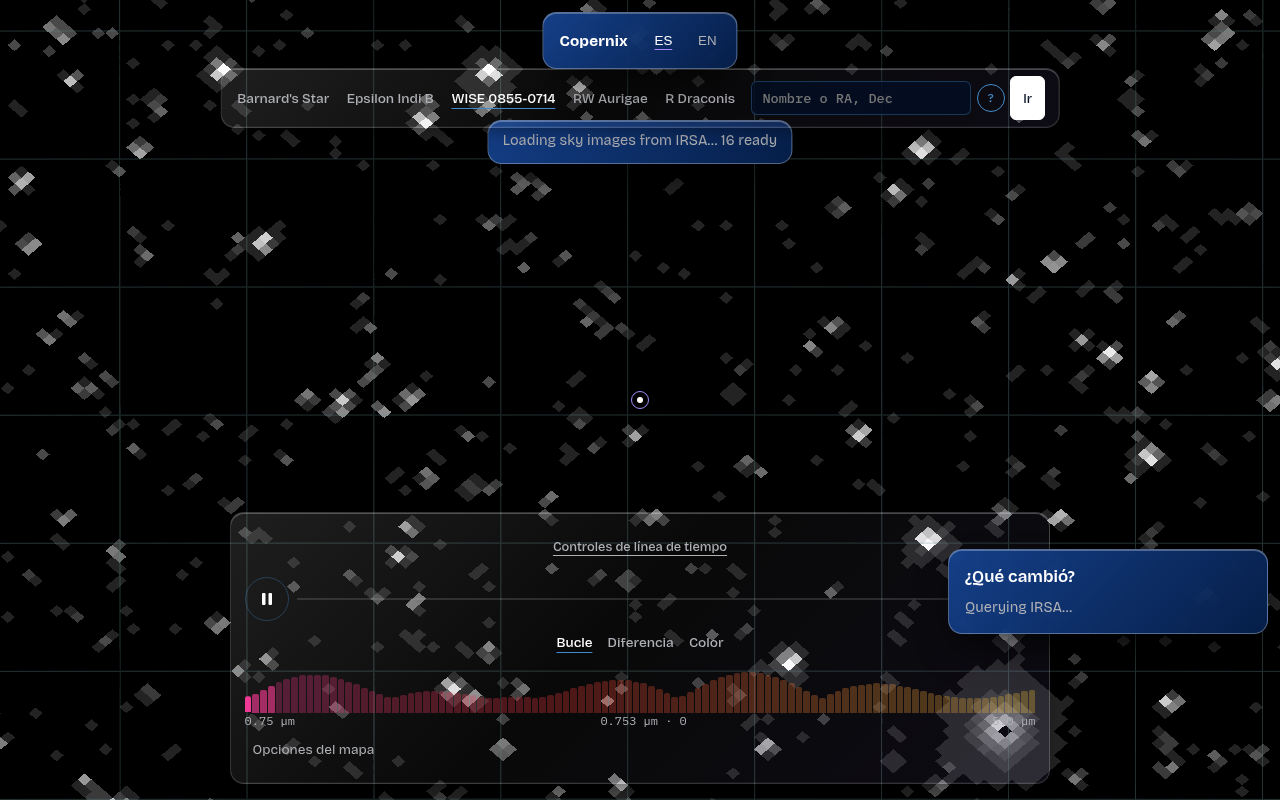 Copernix ES EN
Barnard's Star Epsilon Indi B WISE 0855-0714 RW Aurigae R Draconis Nombre o RA, Dec ? Ir
Loading sky images from IRSA... 16 ready
Controles de línea de tiempo
¿Qué cambió?
Querying IRSA...
Bucle Diferencia Color
0.75 µm 0.753 µm · 0 µm
Opciones del mapa